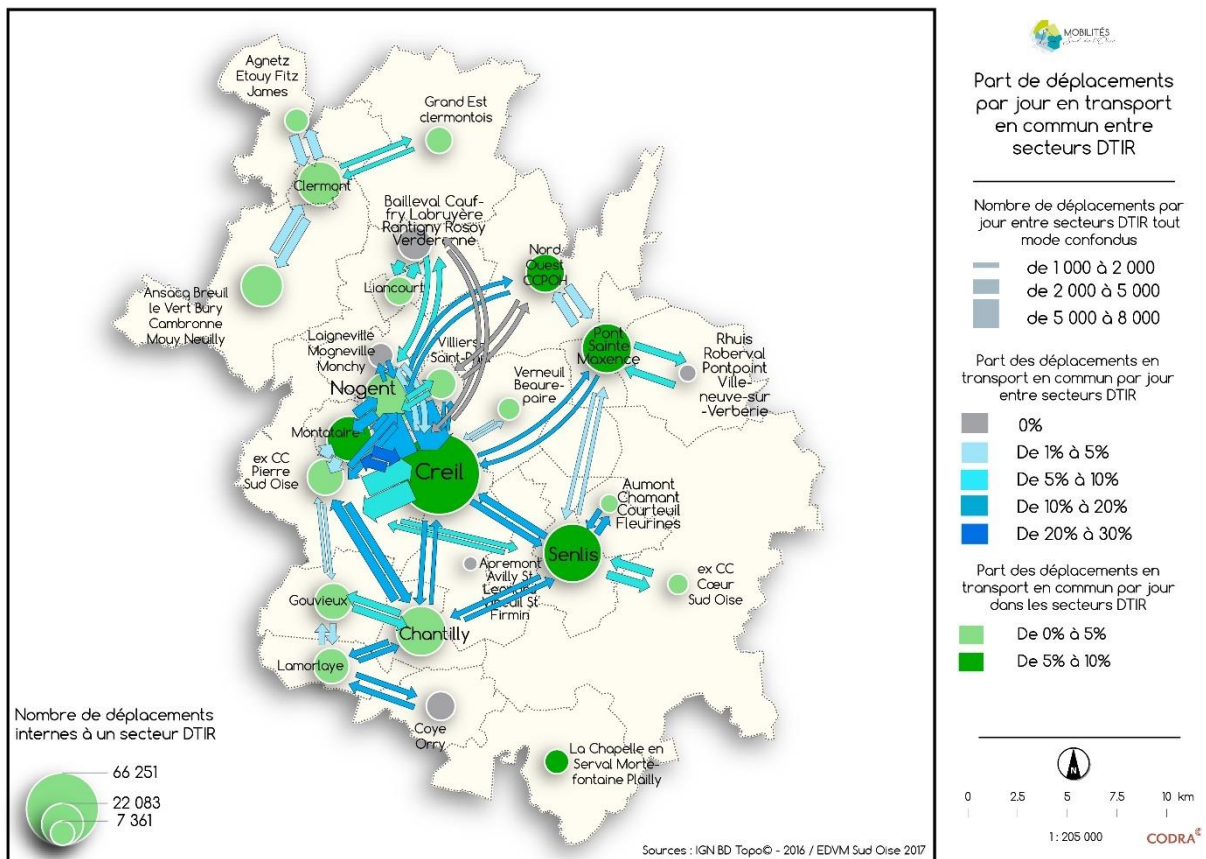 Agnetz
Etouy Fitz
James
Grand Est
clermontois
Clermont
Bailleval Cauf-
fry Labruyère
Rantigny Rosoy
Verderonne
Nord
Ouest
CCPOH
Liancourt
Ansacq Breuil
le Vert Bury
Cambronne
Mouy Neuilly
Laigneville
Mogneville
Monchy
Villiers-
Saint-Paul
Pont
Sainte
Maxence
Rhuis
Roberval
Pontpoint
Ville-
neuve-sur
-Verberie
Verneuil
Beaure-
paire
Nogent
Montataire
Creil
ex CC
Pierre
Sud Oise
Aumont
Chamant
Courteuil
Fleurines
Senlis
Apremont
Avilly St
Leonard
Vineuil St
Firmin
ex CC
Cœur
Sud Oise
Gouvieux
Chantilly
Lamorlaye
Coye
Orry
La Chapelle en
Serval Morte-
fontaine Plailly
Nombre de déplacements
internes à un secteur DTIR
66 251
22 083
7 361
Sources : IGN BD Topo© - 2016 / EDVM Sud Oise 2017
MOBILITÉS
Sud de l'Oise
Part de déplacements
par jour en transport
en commun entre
secteurs DTIR
Nombre de déplacements par
jour entre secteurs DTIR tout
mode confondus
de 1 000 à 2 000
de 2 000 à 5 000
de 5 000 à 8 000
Part des déplacements en
transport en commun par jour
entre secteurs DTIR
0%
De 1% à 5%
De 5% à 10%
De 10% à 20%
De 20% à 30%
Part des déplacements en
transport en commun par jour
dans les secteurs DTIR
De 0% à 5%
De 5% à 10%
N
0 2.5 5 7.5 10 km
1 : 205 000
CODRA